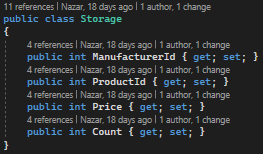 11 references | Nazar, 18 days ago | 1 author, 1 change
public class Storage
{
4 references | Nazar, 18 days ago | 1 author, 1 change
public int ManufacturerId { get; set; }
4 references | Nazar, 18 days ago | 1 author, 1 change
public int ProductId { get; set; }
4 references | Nazar, 18 days ago | 1 author, 1 change
public int Price { get; set; }
4 references | Nazar, 18 days ago | 1 author, 1 change
public int Count { get; set; }
}